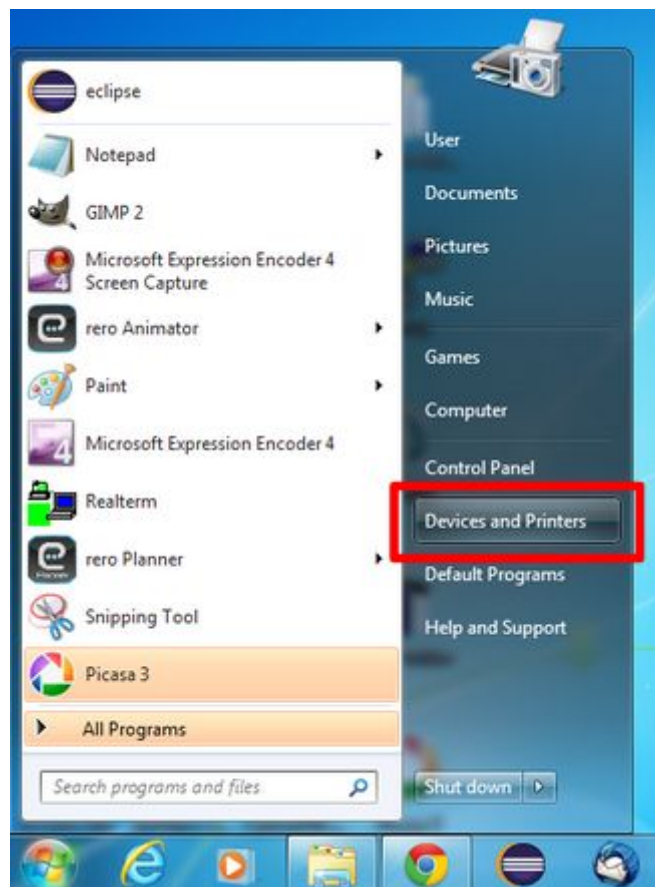 eclipse
Notepad
GIMP 2
Microsoft Expression Encoder 4
Screen Capture
rero Animator
Paint
Microsoft Expression Encoder 4
Realterm
rero Planner
Snipping Tool
Picasa 3
All Programs
Search programs and files
User
Documents
Pictures
Music
Games
Computer
Control Panel
Devices and Printers
Default Programs
Help and Support
Shut down